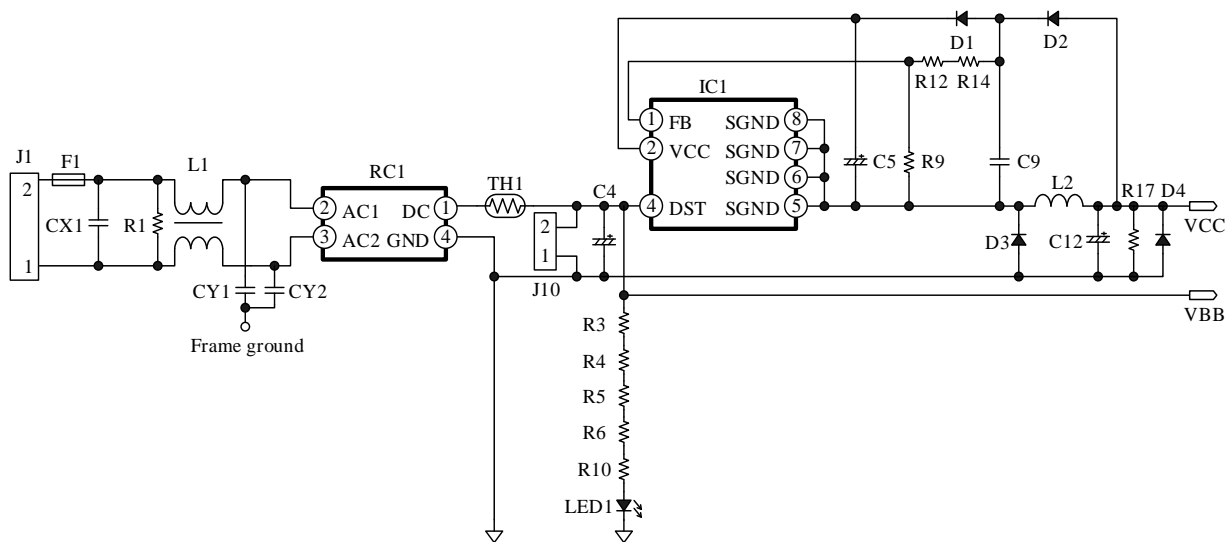 D1
D2
R12
R14
IC1
J1
F1
L1
1
FB
SGND
8
2
VCC
SGND
7
C5
R9
C9
RC1
TH1
SGND
6
L2
2
CX1
R1
2
AC1
DC
1
C4
4
DST
SGND
5
R17
D4
VCC
3
AC2
GND
4
2
1
D3
C12
1
CY1
CY2
J10
VBB
Frame ground
R3
R4
R5
R6
R10
LED1